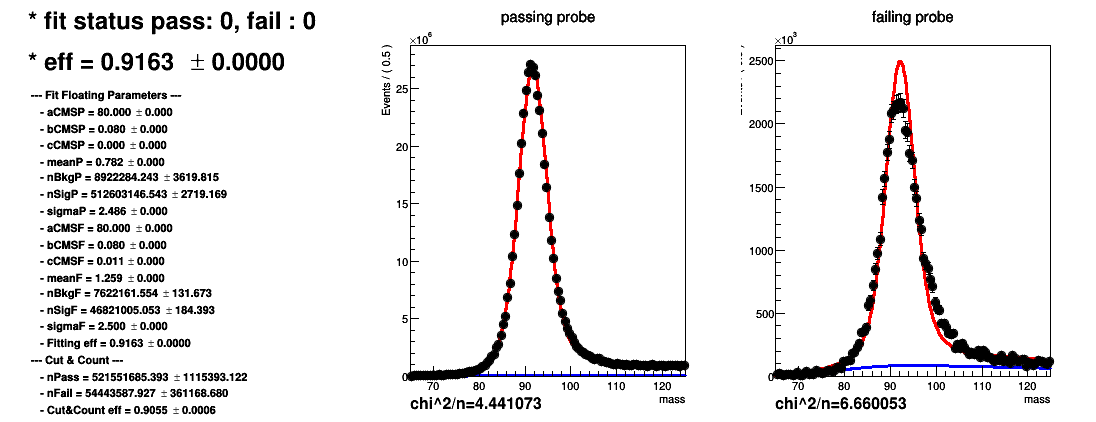 * fit status pass: 0, fail : 0
* eff = 0.9163 ± 0.0000
--- Fit Floating Parameters ---
- aCMSP = 80.000 ± 0.000
- bCMSP = 0.080 ± 0.000
- cCMSP = 0.000 ± 0.000
- meanP = 0.782 ± 0.000
- nBkgP = 8922284.243 ± 3619.815
- nSigP = 512603146.543 ± 2719.169
- sigmaP = 2.486 ± 0.000
- aCMSF = 80.000 ± 0.000
- bCMSF = 0.080 ± 0.000
- cCMSF = 0.011 ± 0.000
- meanF = 1.259 ± 0.000
- nBkgF = 7622161.554 ± 131.673
- nSigF = 46821005.053 ± 184.393
- sigmaF = 2.500 ± 0.000
- Fitting eff = 0.9163 ± 0.0000
--- Cut & Count ---
- nPass = 521551685.393 ± 1115393.122
- nFail = 54443587.927 ± 361168.680
- Cut&Count eff = 0.9055 ± 0.0006
passing probe
×10⁶
Events / ( 0.5 )
25
20
15
10
5
0
70 80 90 100 110 120
mass
chi^2/n=4.441073
failing probe
×10³
2500
2000
1500
1000
500
0
70 80 90 100 110 120
mass
chi^2/n=6.660053